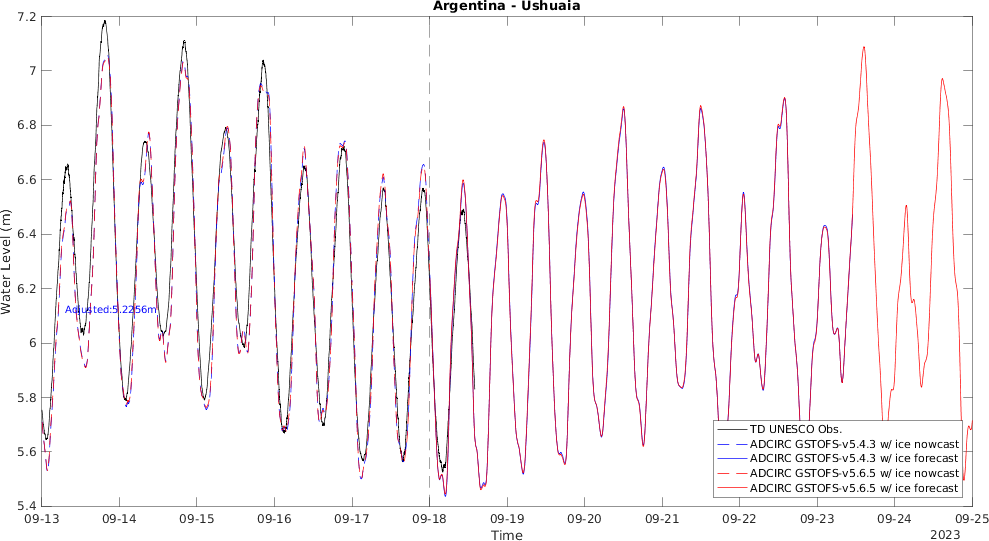 Argentina - Ushuaia
Water Level (m)
7.2
7
6.8
6.6
6.4
6.2
6
5.8
5.6
5.4
Adjusted:5.2256m
TD UNESCO Obs.
ADCIRC GSTOFS-v5.4.3 w/ ice nowcast
ADCIRC GSTOFS-v5.4.3 w/ ice forecast
ADCIRC GSTOFS-v5.6.5 w/ ice nowcast
ADCIRC GSTOFS-v5.6.5 w/ ice forecast
09-13 09-14 09-15 09-16 09-17 09-18 09-19 09-20 09-21 09-22 09-23 09-24 09-25
Time
2023